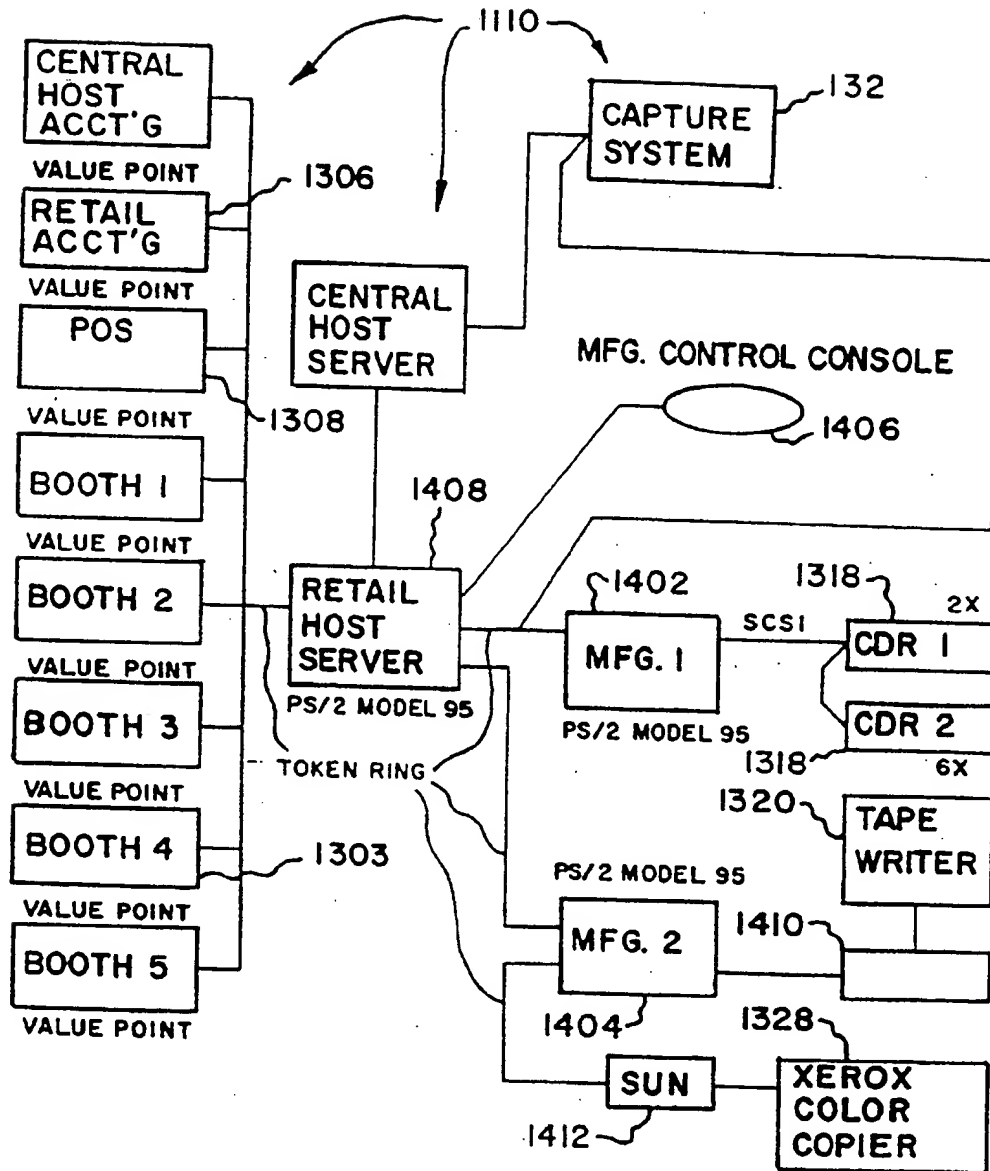 1110
CENTRAL
HOST
ACCT'G
VALUE POINT
1306
RETAIL
ACCT'G
VALUE POINT
POS
1308
VALUE POINT
BOOTH 1
VALUE POINT
BOOTH 2
VALUE POINT
BOOTH 3
VALUE POINT
BOOTH 4
1303
VALUE POINT
BOOTH 5
VALUE POINT
132
CAPTURE
SYSTEM
CENTRAL
HOST
SERVER
MFG. CONTROL CONSOLE
1406
1408
RETAIL
HOST
SERVER
PS/2 MODEL 95
TOKEN RING
1402
MFG. 1
PS/2 MODEL 95
SCSI
1318
2X
CDR 1
CDR 2
1318
6X
1320
TAPE
WRITER
PS/2 MODEL 95
MFG. 2
1404
1410
1328
SUN
1412
XEROX
COLOR
COPIER